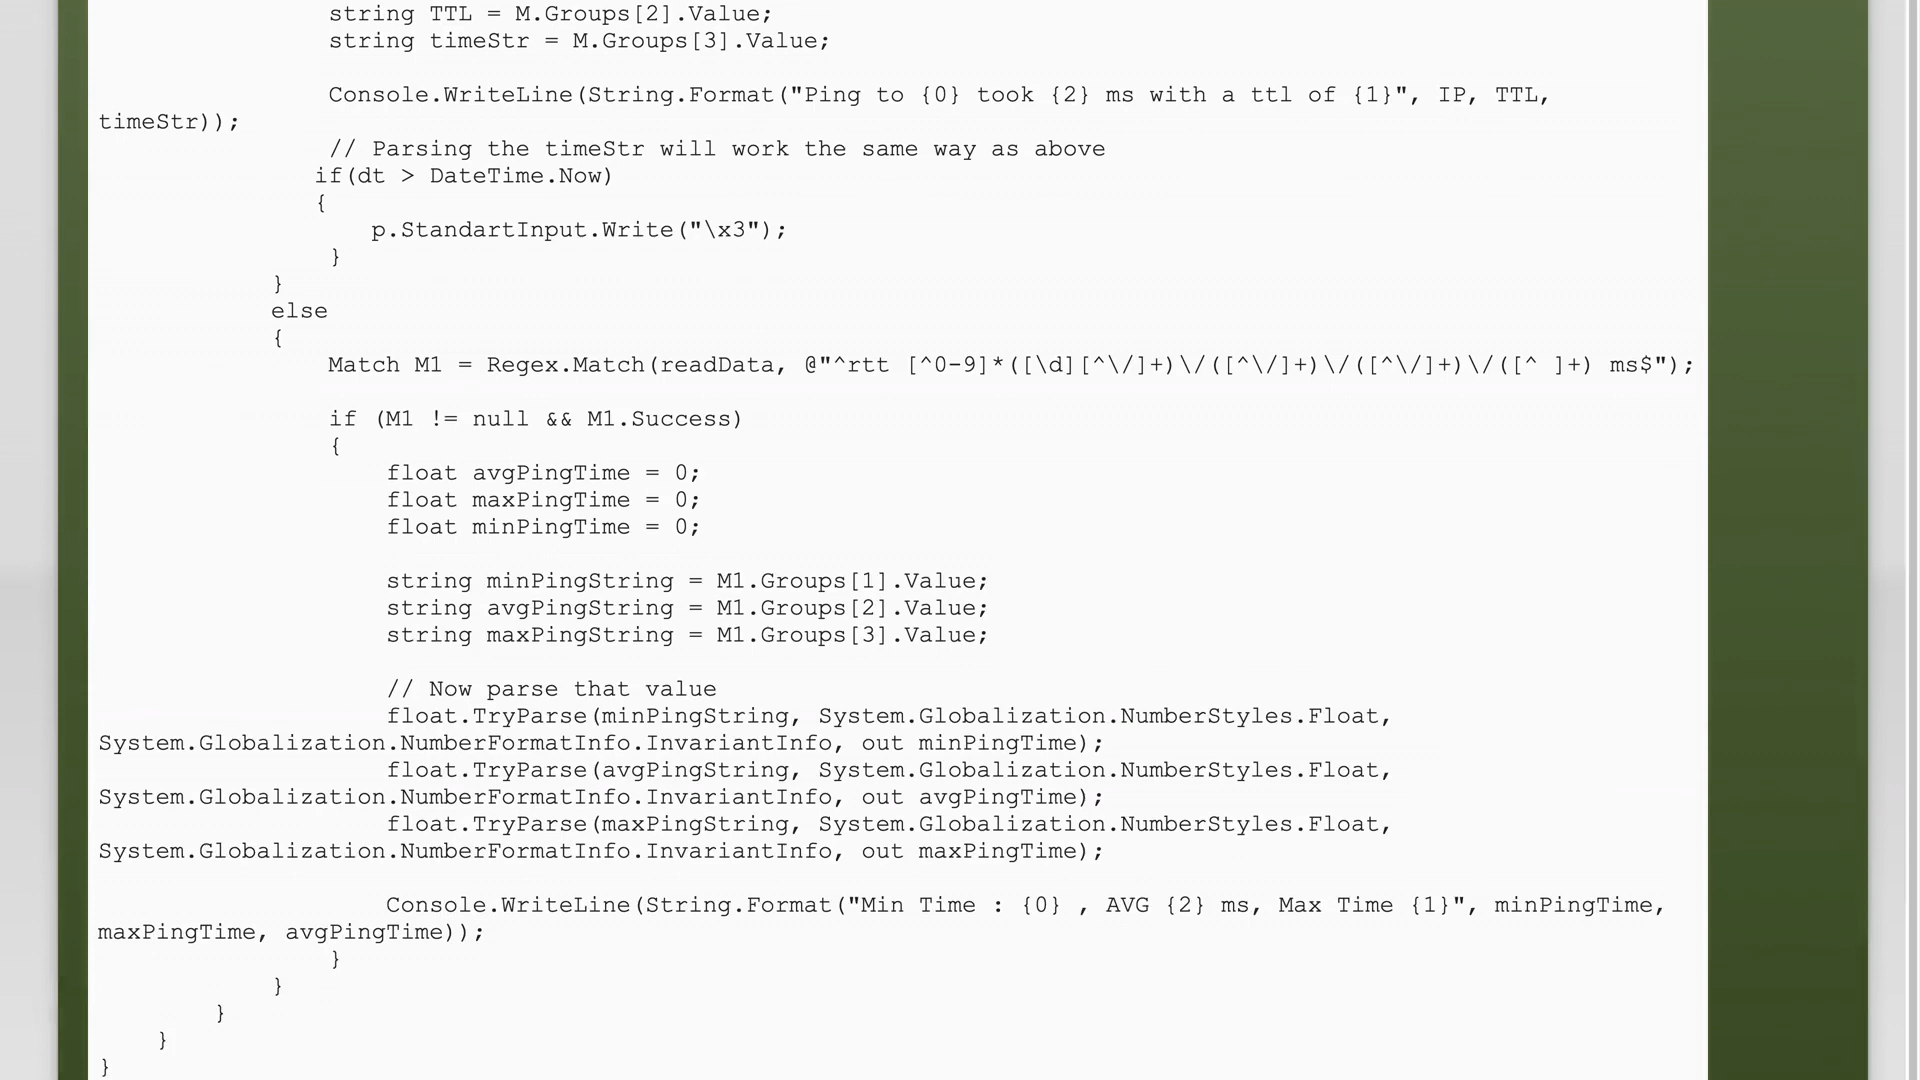 string TTL = M.Groups[2].Value;
string timeStr = M.Groups[3].Value;
Console.WriteLine(String.Format("Ping to {0} took {2} ms with a ttl of {1}", IP, TTL,
timeStr));
// Parsing the timeStr will work the same way as above
if(dt > DateTime.Now)
{
p.StandartInput.Write("\x3");
}
}
else
{
Match M1 = Regex.Match(readData, @"^rtt [^0-9]*([\d][^\/]+)\/([^\/]+)\/([^\/]+)\/([^ ]+) ms$");
if (M1 != null && M1.Success)
{
float avgPingTime = 0;
float maxPingTime = 0;
float minPingTime = 0;
string minPingString = M1.Groups[1].Value;
string avgPingString = M1.Groups[2].Value;
string maxPingString = M1.Groups[3].Value;
// Now parse that value
float.TryParse(minPingString, System.Globalization.NumberStyles.Float,
System.Globalization.NumberFormatInfo.InvariantInfo, out minPingTime);
float.TryParse(avgPingString, System.Globalization.NumberStyles.Float,
System.Globalization.NumberFormatInfo.InvariantInfo, out avgPingTime);
float.TryParse(maxPingString, System.Globalization.NumberStyles.Float,
System.Globalization.NumberFormatInfo.InvariantInfo, out maxPingTime);
Console.WriteLine(String.Format("Min Time : {0} , AVG {2} ms, Max Time {1}", minPingTime,
maxPingTime, avgPingTime));
}
}
}
}
}